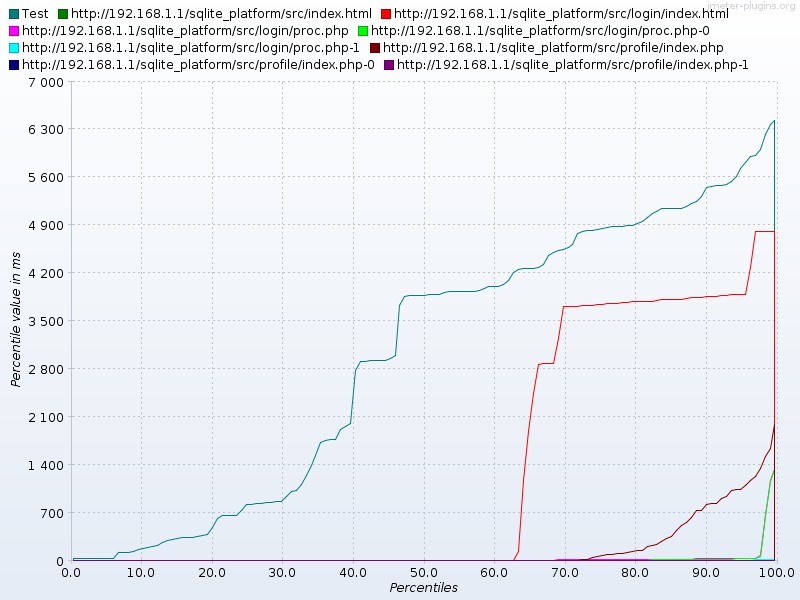 jmeter-plugins.org
Test http://192.168.1.1/sqlite_platform/src/index.html http://192.168.1.1/sqlite_platform/src/login/index.html
http://192.168.1.1/sqlite_platform/src/login/proc.php http://192.168.1.1/sqlite_platform/src/login/proc.php-0
http://192.168.1.1/sqlite_platform/src/login/proc.php-1 http://192.168.1.1/sqlite_platform/src/profile/index.php
http://192.168.1.1/sqlite_platform/src/profile/index.php-0 http://192.168.1.1/sqlite_platform/src/profile/index.php-1
7 000
6 300
5 600
4 900
4 200
3 500
2 800
2 100
1 400
700
0
Percentile value in ms
0.0 10.0 20.0 30.0 40.0 50.0 60.0 70.0 80.0 90.0 100.0
Percentiles